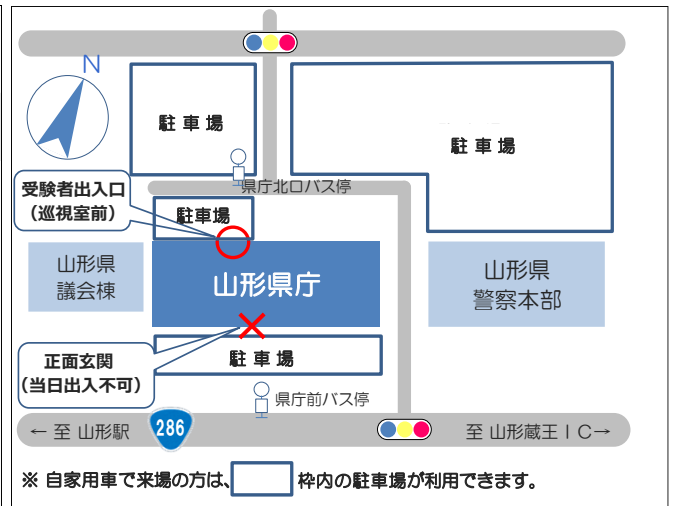 N
駐車場
駐車場
県庁北口バス停
受験者出入口
（巡視室前）
駐車場
山形県
議会棟
山形県庁
山形県
警察本部
正面玄関
（当日出入不可）
駐車場
県庁前バス停
← 至 山形駅
286
至 山形蔵王ＩＣ→
※ 自家用車で来場の方は、 枠内の駐車場が利用できます。